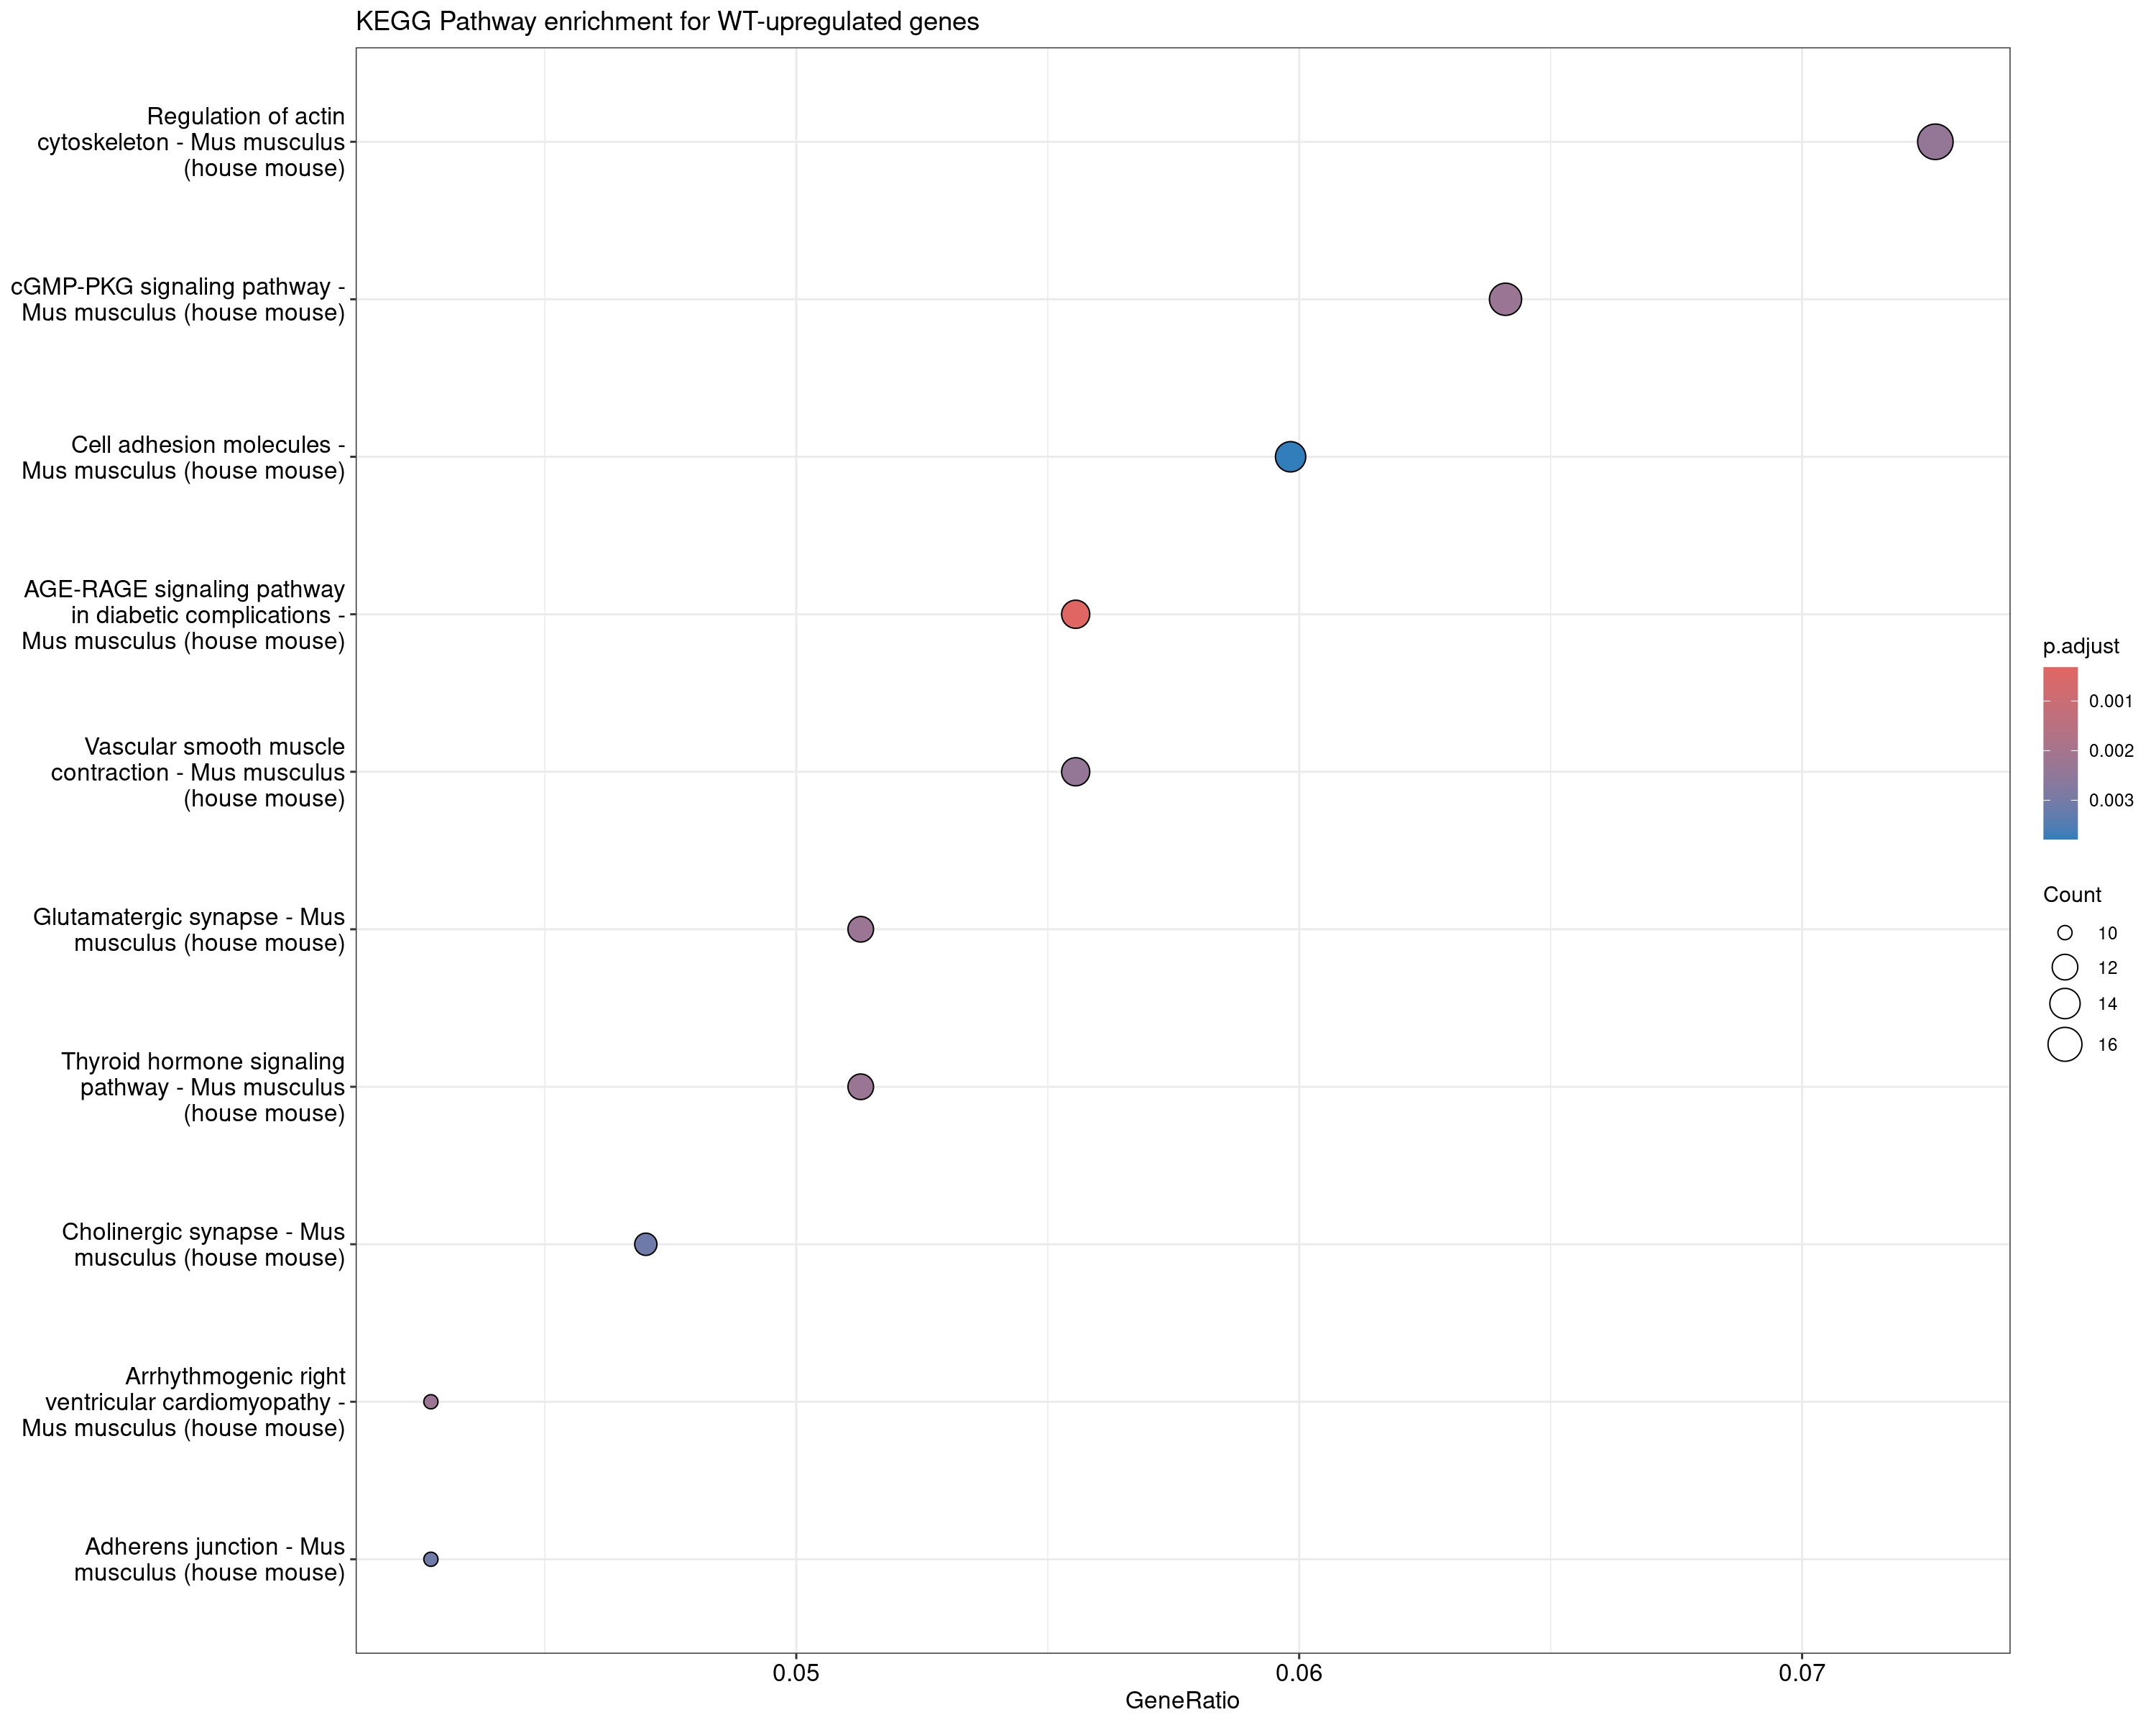 KEGG Pathway enrichment for WT-upregulated genes
Regulation of actin
cytoskeleton - Mus musculus
(house mouse)
cGMP-PKG signaling pathway -
Mus musculus (house mouse)
Cell adhesion molecules -
Mus musculus (house mouse)
AGE-RAGE signaling pathway
in diabetic complications -
Mus musculus (house mouse)
Vascular smooth muscle
contraction - Mus musculus
(house mouse)
Glutamatergic synapse - Mus
musculus (house mouse)
Thyroid hormone signaling
pathway - Mus musculus
(house mouse)
Cholinergic synapse - Mus
musculus (house mouse)
Arrhythmogenic right
ventricular cardiomyopathy -
Mus musculus (house mouse)
Adherens junction - Mus
musculus (house mouse)
0.05
0.06
0.07
GeneRatio
p.adjust
0.001
0.002
0.003
Count
10
12
14
16